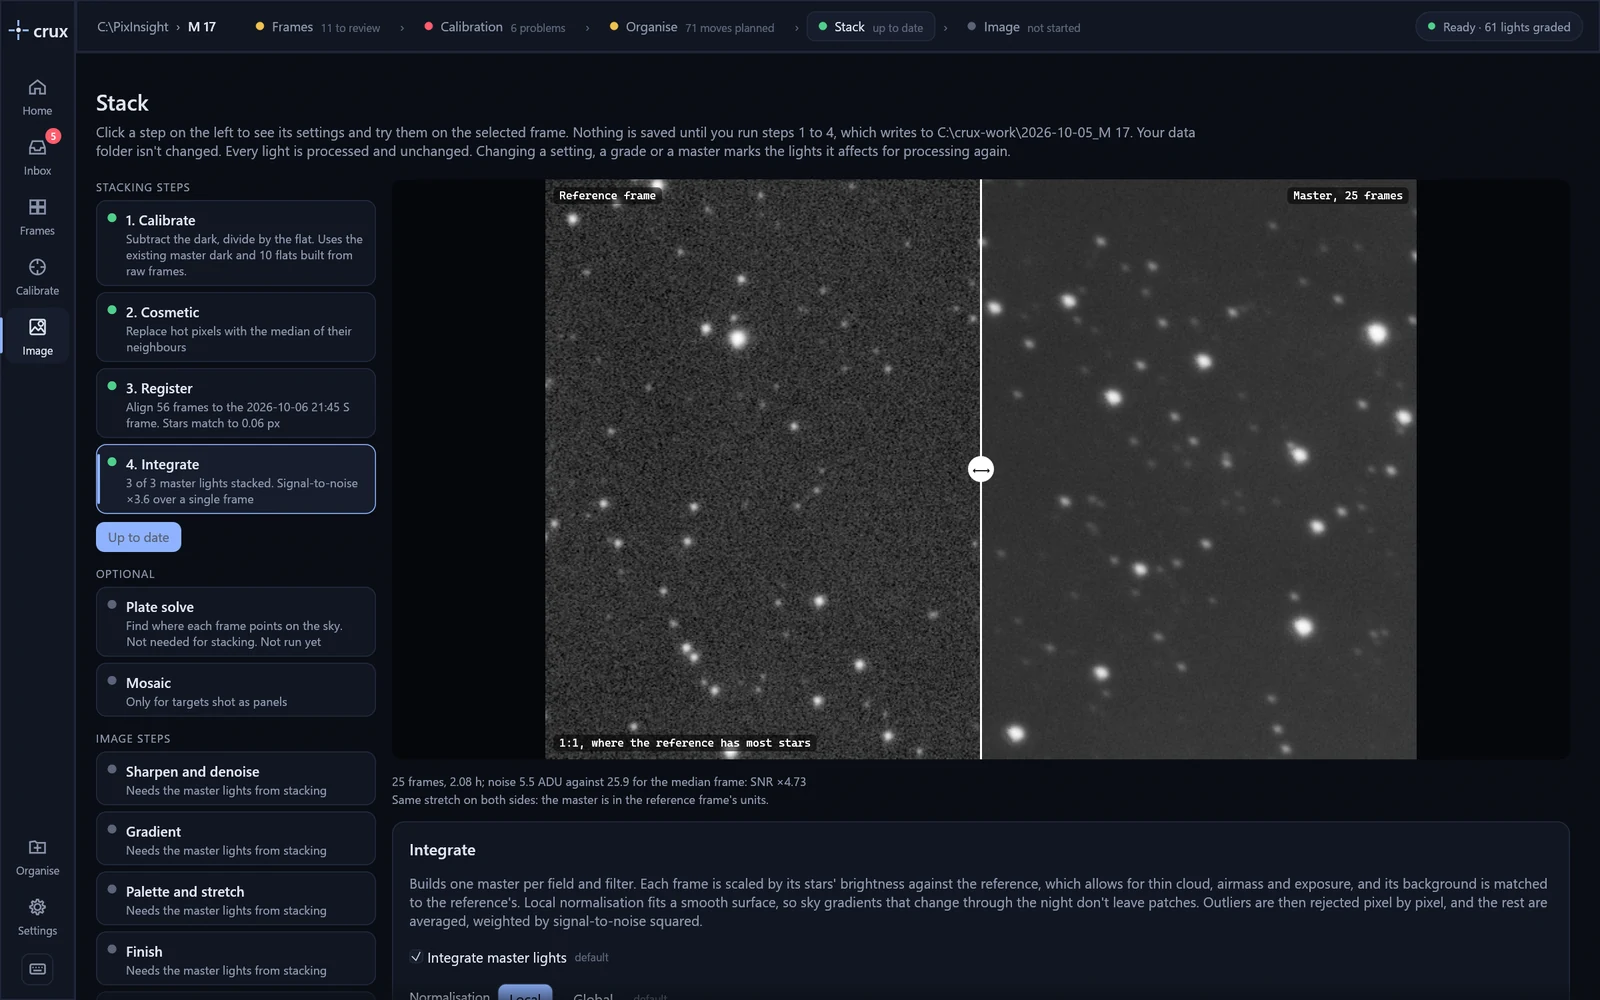 crux
C:\PixInsight › M 17
Frames 11 to review
›
Calibration 6 problems
›
Organise 71 moves planned
›
Stack up to date
›
Image not started
Ready · 61 lights graded
Home
5
Inbox
Frames
Calibrate
Image
Organise
Settings
Stack
Click a step on the left to see its settings and try them on the selected frame. Nothing is saved until you run steps 1 to 4, which writes to C:\crux-work\2026-10-05_M 17. Your data
folder isn't changed. Every light is processed and unchanged. Changing a setting, a grade or a master marks the lights it affects for processing again.
STACKING STEPS
1. Calibrate
Subtract the dark, divide by the flat. Uses the
existing master dark and 10 flats built from
raw frames.
2. Cosmetic
Replace hot pixels with the median of their
neighbours
3. Register
Align 56 frames to the 2026-10-06 21:45 S
frame. Stars match to 0.06 px
4. Integrate
3 of 3 master lights stacked. Signal-to-noise
×3.6 over a single frame
Up to date
OPTIONAL
Plate solve
Find where each frame points on the sky.
Not needed for stacking. Not run yet
Mosaic
Only for targets shot as panels
IMAGE STEPS
Sharpen and denoise
Needs the master lights from stacking
Gradient
Needs the master lights from stacking
Palette and stretch
Needs the master lights from stacking
Finish
Needs the master lights from stacking
Reference frame
Master, 25 frames
1:1, where the reference has most stars
25 frames, 2.08 h; noise 5.5 ADU against 25.9 for the median frame: SNR ×4.73
Same stretch on both sides: the master is in the reference frame's units.
Integrate
Builds one master per field and filter. Each frame is scaled by its stars' brightness against the reference, which allows for thin cloud, airmass and exposure, and its background is matched
to the reference's. Local normalisation fits a smooth surface, so sky gradients that change through the night don't leave patches. Outliers are then rejected pixel by pixel, and the rest are
averaged, weighted by signal-to-noise squared.
Integrate master lights default
Normalisation Local Global default